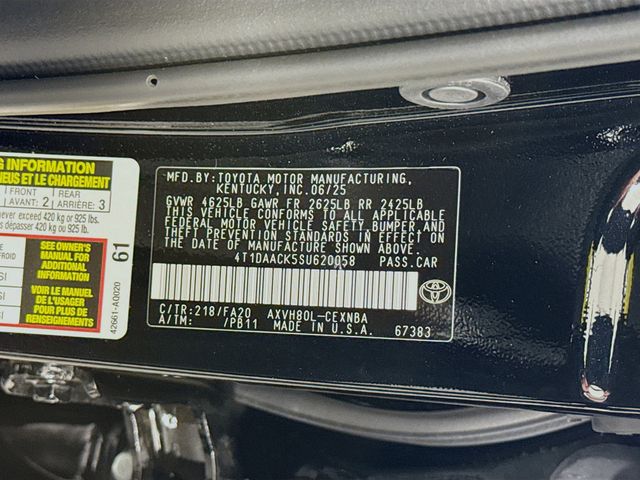 G INFORMATION
NEUS ET LE CHARGEMENT
FRONT
AVANT: 2
REAR
ARRIÈRE: 3
never exceed 420 kg or 925 lbs.
dépasser 420 kg ou 925 lb.
SEE OWNER'S
MANUAL FOR
ADDITIONAL
INFORMATION
VOIR LE MANUEL
DE L'USAGER
POUR PLUS DE
RENSEIGNEMENTS
61
42661-A0020
MFD.BY:TOYOTA MOTOR MANUFACTURING,
KENTUCKY, INC.06/25
GVWR 4625LB GAWR FR 2625LB RR 2425LB
THIS VEHICLE CONFORMS TO ALL APPLICABLE
FEDERAL MOTOR VEHICLE SAFETY,BUMPER,AND
THEFT PREVENTION STANDARDS IN EFFECT ON
THE DATE OF MANUFACTURE SHOWN ABOVE.
4T1DAACK5SU620058 PASS.CAR
C/TR:218/FA20 AXVH80L-CEXNBA
A/TM: /PB11 MADE IN U.S.A. 67383